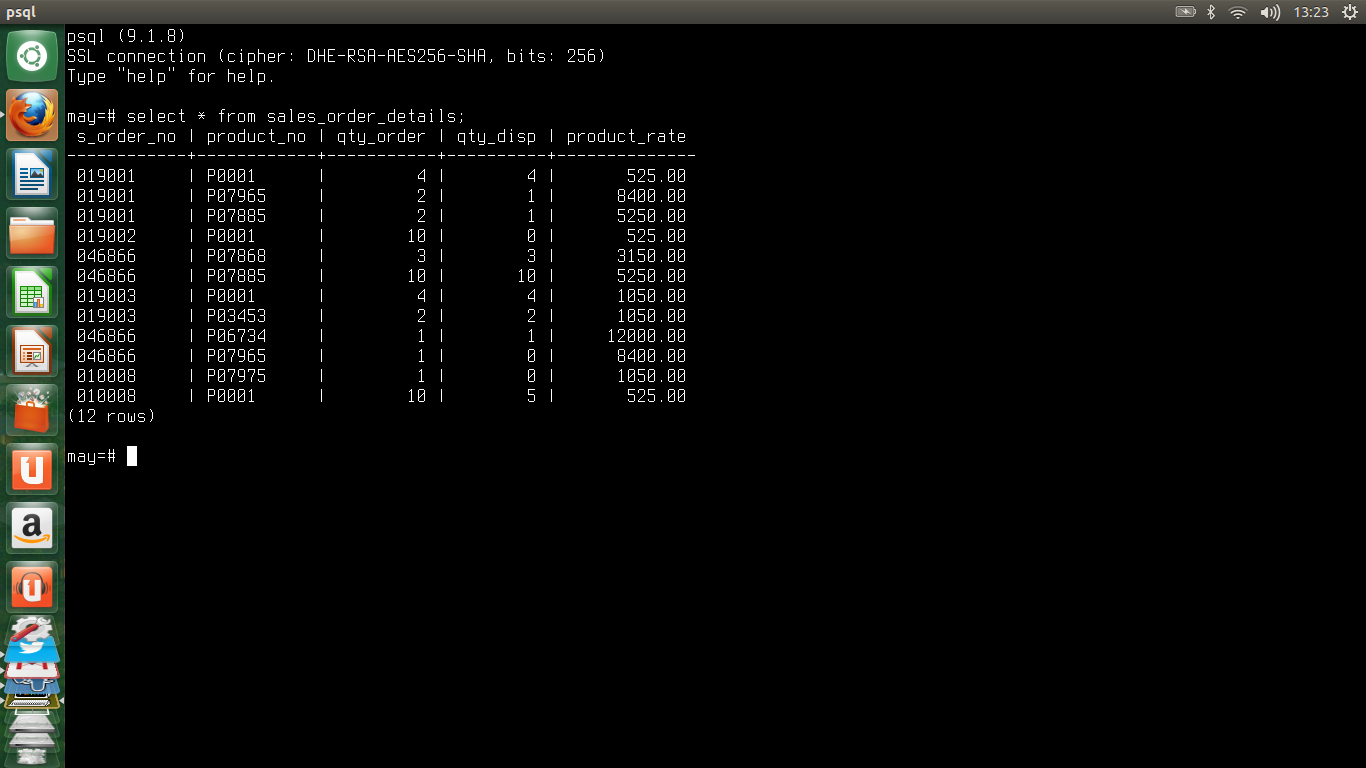 psql
13:23
psql (9.1.8)
SSL connection (cipher: DHE-RSA-AES256-SHA, bits: 256)
Type "help" for help.
may=# select * from sales_order_details;
 s_order_no | product_no | qty_order | qty_disp | product_rate
------------+------------+-----------+----------+--------------
 019001     | P0001      |         4 |        4 |       525.00
 019001     | P07965     |         2 |        1 |      8400.00
 019001     | P07885     |         2 |        1 |      5250.00
 019002     | P0001      |        10 |        0 |       525.00
 046866     | P07868     |         3 |        3 |      3150.00
 046866     | P07885     |        10 |       10 |      5250.00
 019003     | P0001      |         4 |        4 |      1050.00
 019003     | P03453     |         2 |        2 |      1050.00
 046866     | P06734     |         1 |        1 |     12000.00
 046866     | P07965     |         1 |        0 |      8400.00
 010008     | P07975     |         1 |        0 |      1050.00
 010008     | P0001      |        10 |        5 |       525.00
(12 rows)
may=#